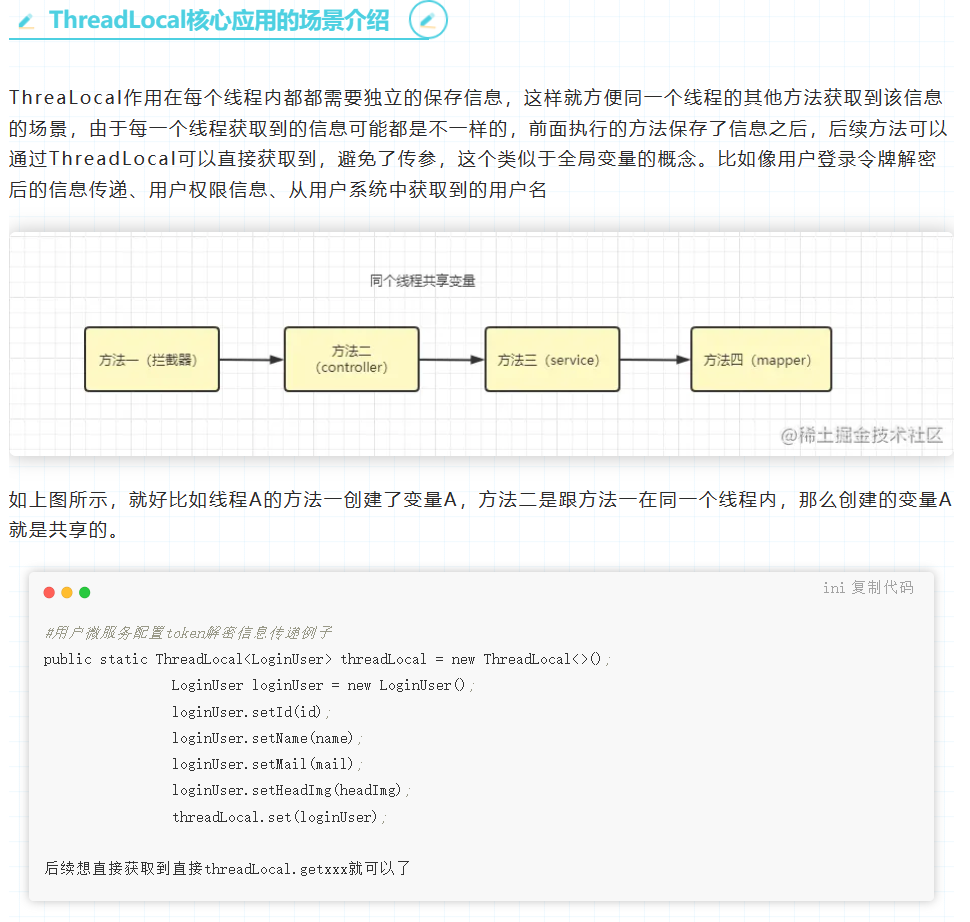 ThreadLocal核心应用的场景介绍
ThreaLocal作用在每个线程内都都需要独立的保存信息，这样就方便同一个线程的其他方法获取到该信息
的场景，由于每一个线程获取到的信息可能都是不一样的，前面执行的方法保存了信息之后，后续方法可以
通过ThreadLocal可以直接获取到，避免了传参，这个类似于全局变量的概念。比如像用户登录令牌解密
后的信息传递、用户权限信息、从用户系统中获取到的用户名
同个线程共享变量
方法一（拦截器）
方法二
（controller）
方法三（service）
方法四（mapper）
@稀土掘金技术社区
如上图所示，就好比如线程A的方法一创建了变量A，方法二是跟方法一在同一个线程内，那么创建的变量A
就是共享的。
ini 复制代码
#用户微服务配置token解密信息传递例子
public static ThreadLocal<LoginUser> threadLocal = new ThreadLocal<>();
LoginUser loginUser = new LoginUser();
loginUser.setId(id);
loginUser.setName(name);
loginUser.setMail(mail);
loginUser.setHeadImg(headImg);
threadLocal.set(loginUser);
后续想直接获取到直接threadLocal.getxxx就可以了